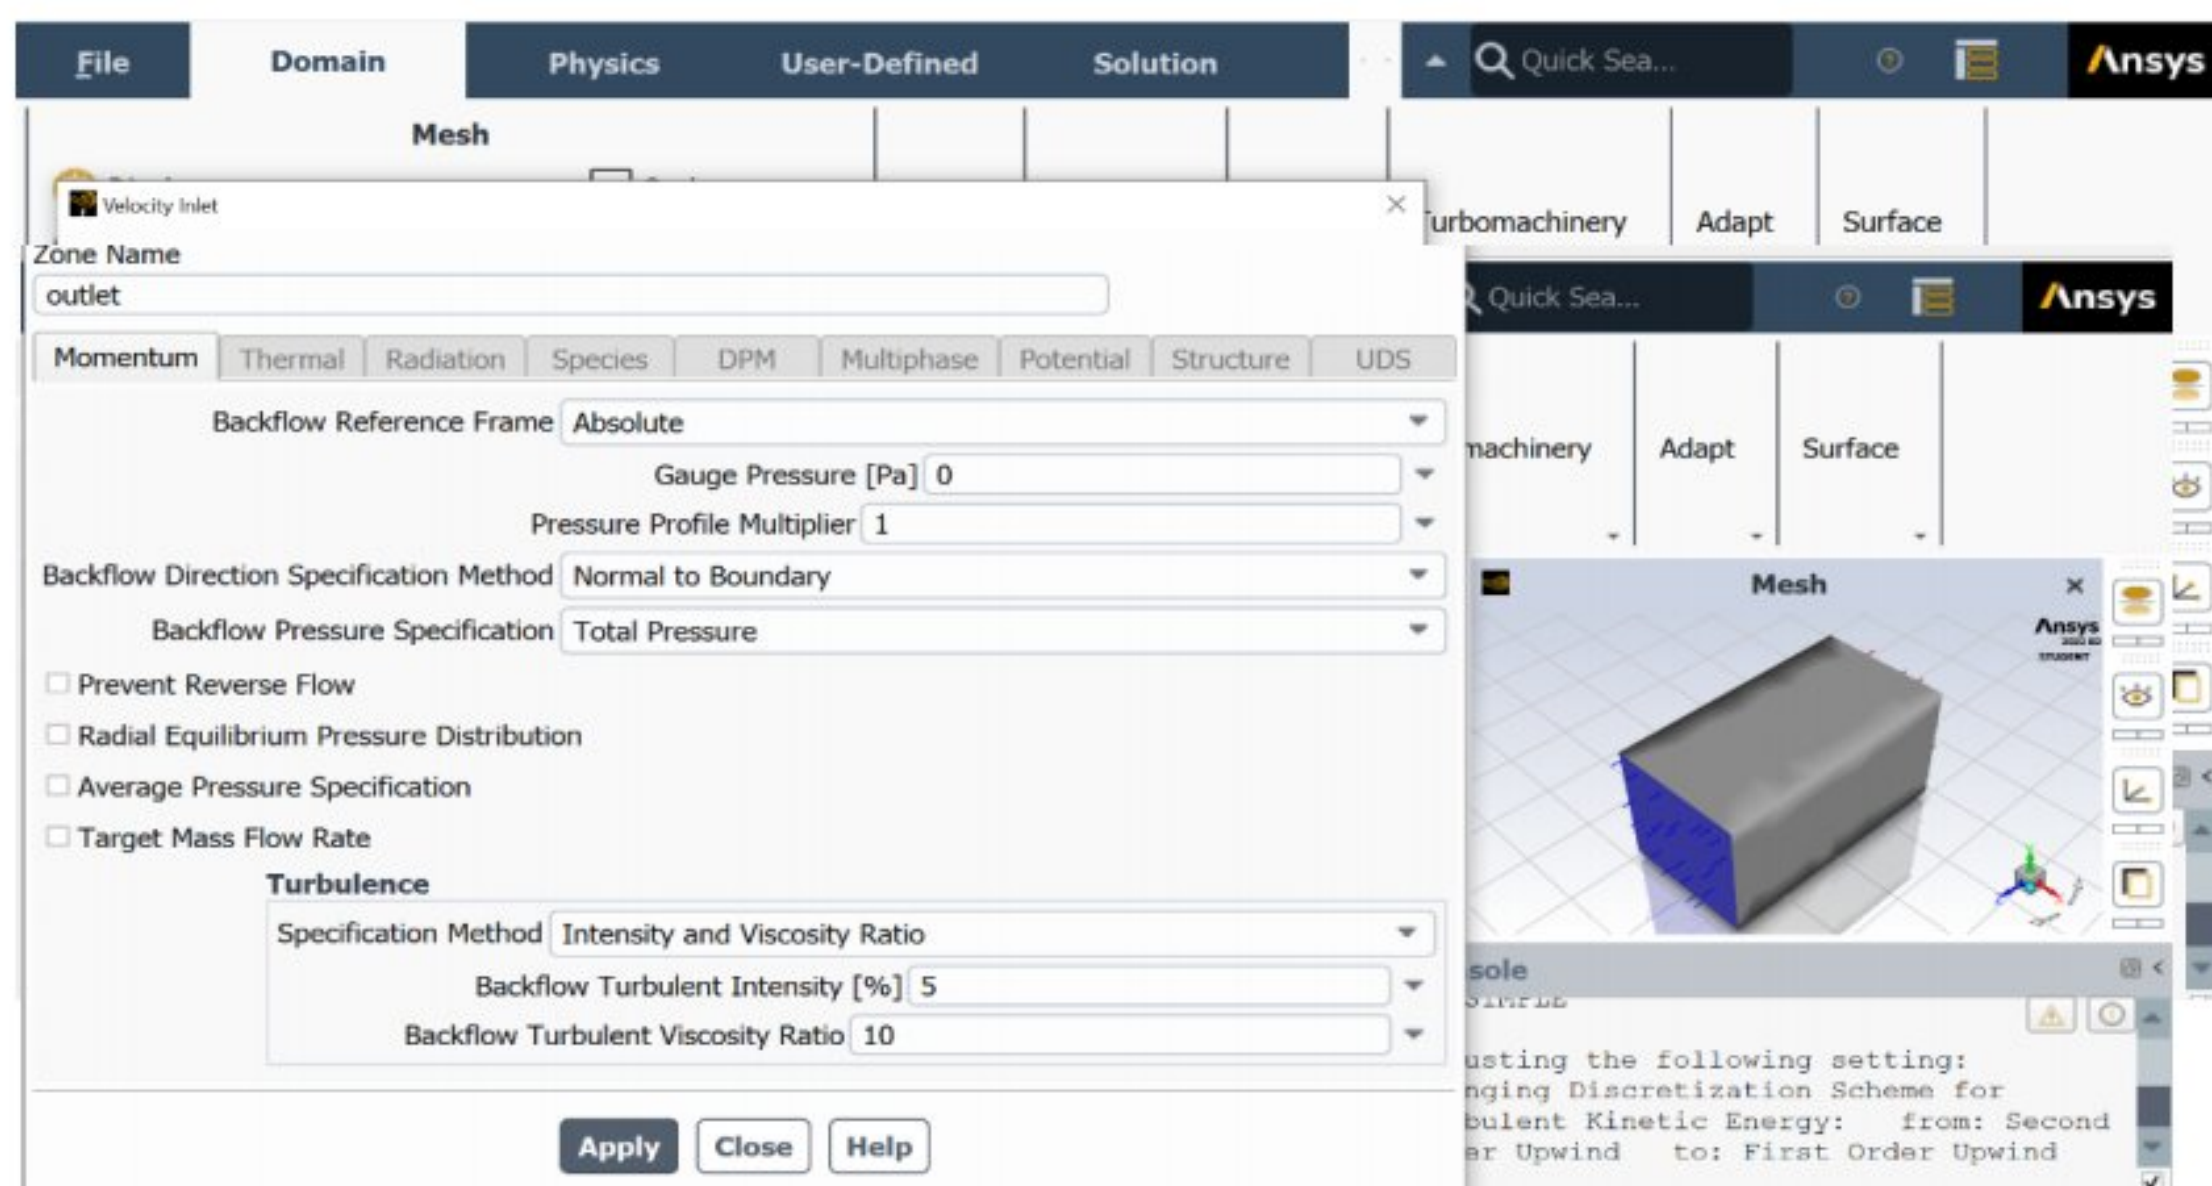 File Domain Physics User-Defined Solution Quick Sea... Ansys
Mesh
Velocity Inlet
Turbomachinery Adapt Surface
Zone Name
outlet
Quick Sea... Ansys
Momentum Thermal Radiation Species DPM Multiphase Potential Structure UDS
Backflow Reference Frame Absolute
machinery Adapt Surface
Gauge Pressure [Pa] 0
Pressure Profile Multiplier 1
Backflow Direction Specification Method Normal to Boundary
Mesh
Backflow Pressure Specification Total Pressure
Ansys
STUDENT
Prevent Reverse Flow
Radial Equilibrium Pressure Distribution
Average Pressure Specification
Target Mass Flow Rate
Turbulence
Specification Method Intensity and Viscosity Ratio
sole
Backflow Turbulent Intensity [%] 5
SIMPLE
Backflow Turbulent Viscosity Ratio 10
usting the following setting:
nging Discretization Scheme for
bulent Kinetic Energy: from: Second
er Upwind to: First Order Upwind
Apply Close Help